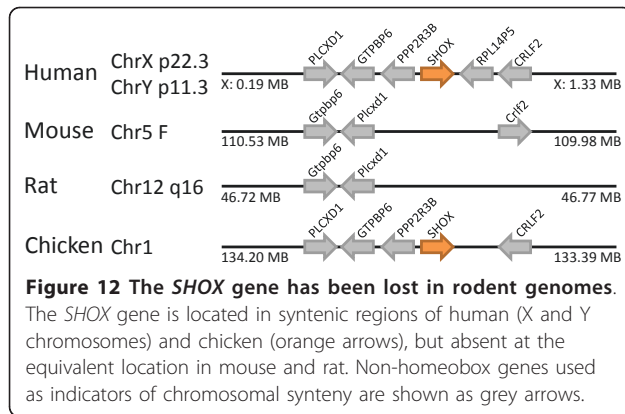 PLCXD1 GTPBP6 PPP2R3B SHOX RPL14P5 CRLF2
Human ChrX p22.3
ChrY p11.3
X: 0.19 MB X: 1.33 MB
Gtpbp6 Plcxd1 Crlf2
Mouse Chr5 F
110.53 MB 109.98 MB
Gtpbp6 Plcxd1
Rat Chr12 q16
46.72 MB 46.77 MB
PLCXD1 GTPBP6 PPP2R3B SHOX CRLF2
Chicken Chr1
134.20 MB 133.39 MB
Figure 12 The SHOX gene has been lost in rodent genomes.
The SHOX gene is located in syntenic regions of human (X and Y
chromosomes) and chicken (orange arrows), but absent at the
equivalent location in mouse and rat. Non-homeobox genes used
as indicators of chromosomal synteny are shown as grey arrows.